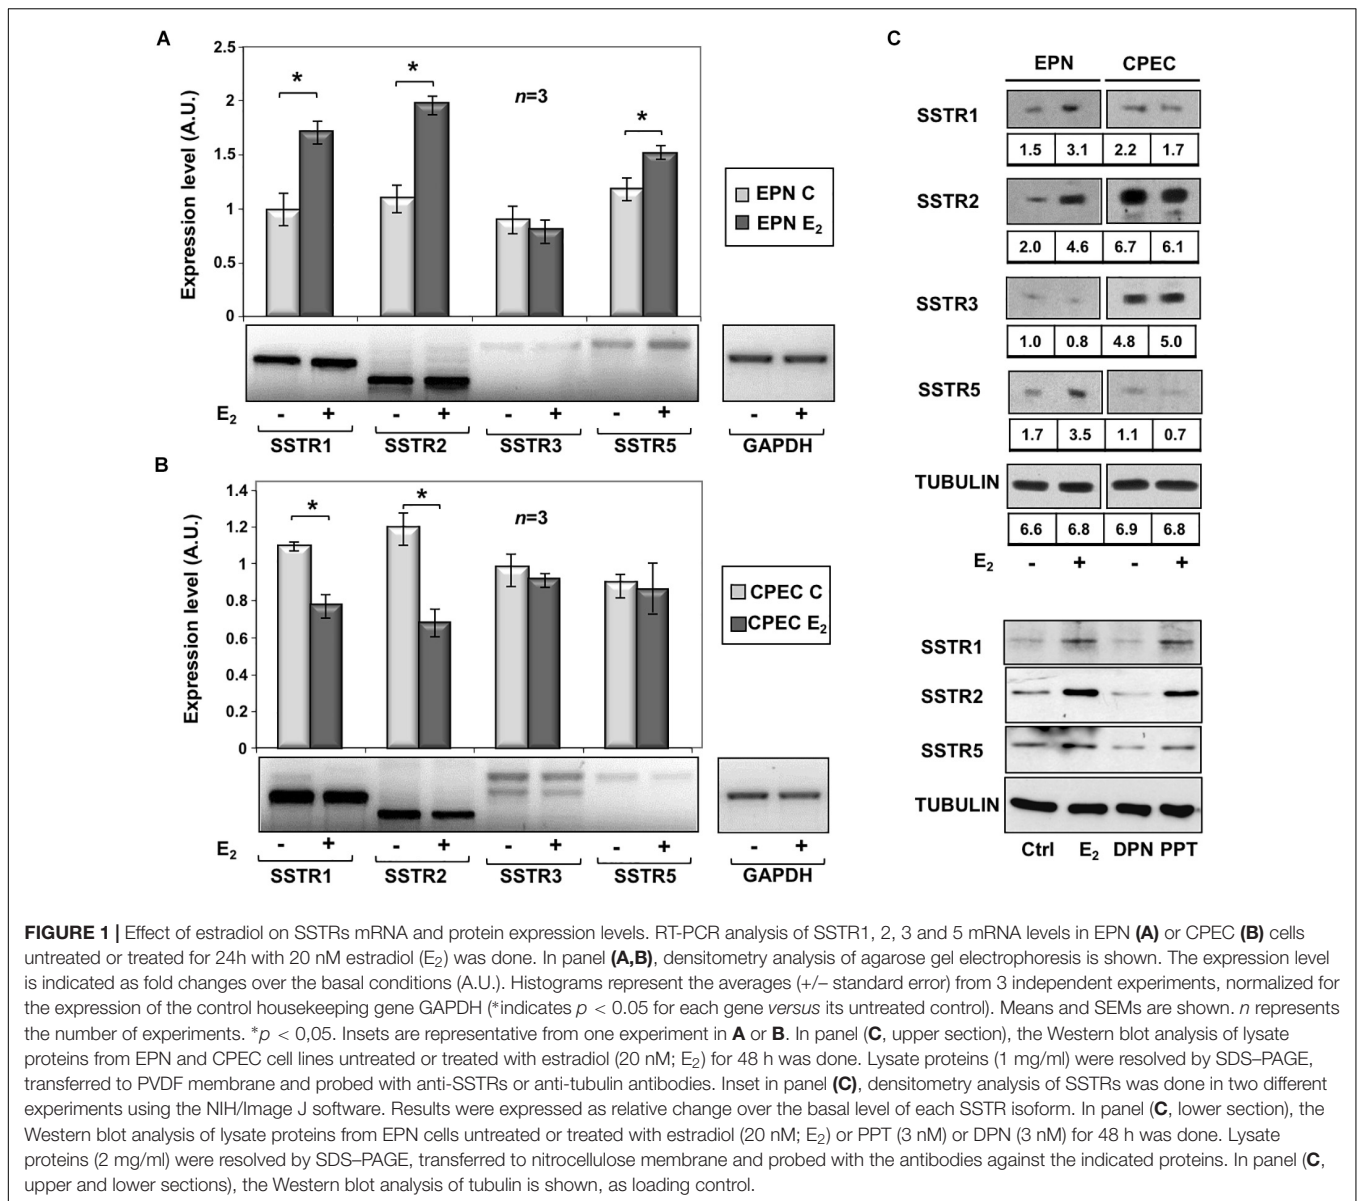 A
2.5
2
1.5
1
0.5
0
Expression level (A.U.)
*
*
n=3
*
EPN C
EPN E2
E2 - + - + - + - + - +
SSTR1 SSTR2 SSTR3 SSTR5 GAPDH
B
1.4
1.2
1
0.8
0.6
0.4
0.2
0
Expression level (A.U.)
*
*
n=3
CPEC C
CPEC E2
E2 - + - + - + - + - +
SSTR1 SSTR2 SSTR3 SSTR5 GAPDH
C
EPN CPEC
SSTR1
1.5 3.1 2.2 1.7
SSTR2
2.0 4.6 6.7 6.1
SSTR3
1.0 0.8 4.8 5.0
SSTR5
1.7 3.5 1.1 0.7
TUBULIN
6.6 6.8 6.9 6.8
E2 - + - +
SSTR1
SSTR2
SSTR5
TUBULIN
Ctrl E2 DPN PPT
FIGURE 1 | Effect of estradiol on SSTRs mRNA and protein expression levels. RT-PCR analysis of SSTR1, 2, 3 and 5 mRNA levels in EPN (A) or CPEC (B) cells
untreated or treated for 24h with 20 nM estradiol (E2) was done. In panel (A,B), densitometry analysis of agarose gel electrophoresis is shown. The expression level
is indicated as fold changes over the basal conditions (A.U.). Histograms represent the averages (+/– standard error) from 3 independent experiments, normalized for
the expression of the control housekeeping gene GAPDH (*indicates p < 0.05 for each gene versus its untreated control). Means and SEMs are shown. n represents
the number of experiments. *p < 0,05. Insets are representative from one experiment in A or B. In panel (C, upper section), the Western blot analysis of lysate
proteins from EPN and CPEC cell lines untreated or treated with estradiol (20 nM; E2) for 48 h was done. Lysate proteins (1 mg/ml) were resolved by SDS–PAGE,
transferred to PVDF membrane and probed with anti-SSTRs or anti-tubulin antibodies. Inset in panel (C), densitometry analysis of SSTRs was done in two different
experiments using the NIH/Image J software. Results were expressed as relative change over the basal level of each SSTR isoform. In panel (C, lower section), the
Western blot analysis of lysate proteins from EPN cells untreated or treated with estradiol (20 nM; E2) or PPT (3 nM) or DPN (3 nM) for 48 h was done. Lysate
proteins (2 mg/ml) were resolved by SDS–PAGE, transferred to nitrocellulose membrane and probed with the antibodies against the indicated proteins. In panel (C,
upper and lower sections), the Western blot analysis of tubulin is shown, as loading control.